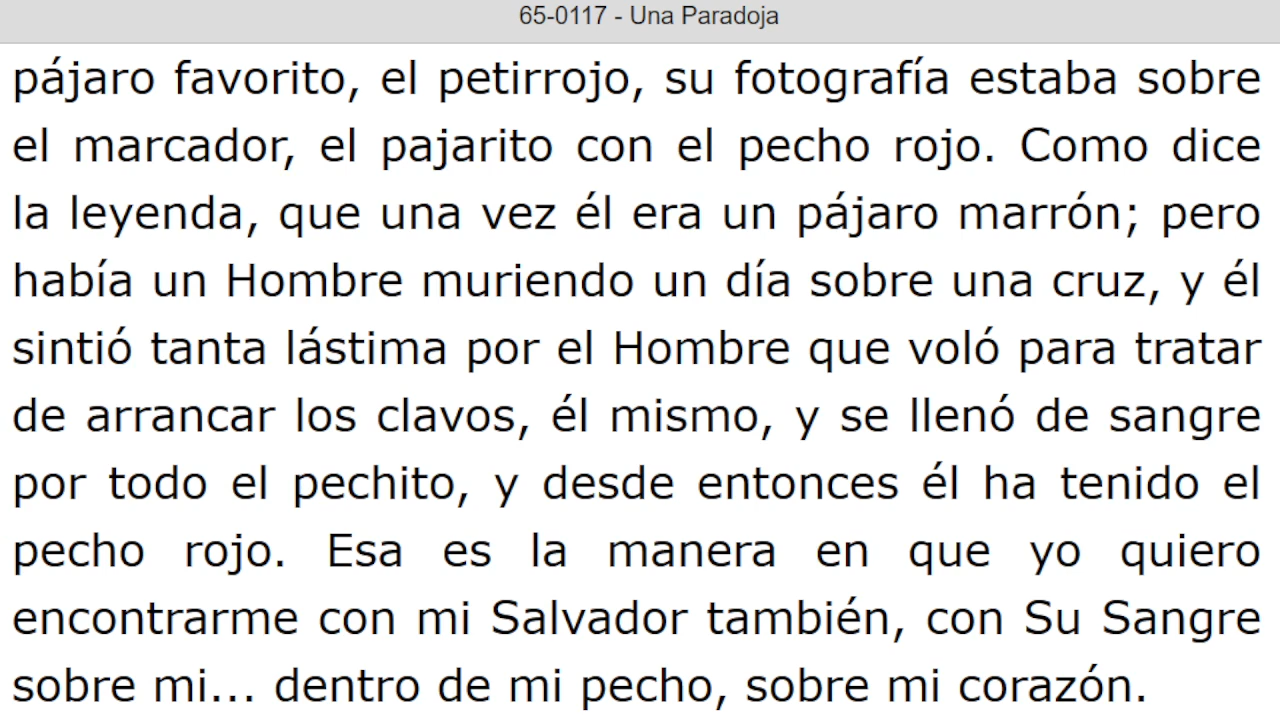 65-0117 - Una Paradoja
pájaro favorito, el petirrojo, su fotografía estaba sobre
el marcador, el pajarito con el pecho rojo. Como dice
la leyenda, que una vez él era un pájaro marrón; pero
había un Hombre muriendo un día sobre una cruz, y él
sintió tanta lástima por el Hombre que voló para tratar
de arrancar los clavos, él mismo, y se llenó de sangre
por todo el pechito, y desde entonces él ha tenido el
pecho rojo. Esa es la manera en que yo quiero
encontrarme con mi Salvador también, con Su Sangre
sobre mi... dentro de mi pecho, sobre mi corazón.